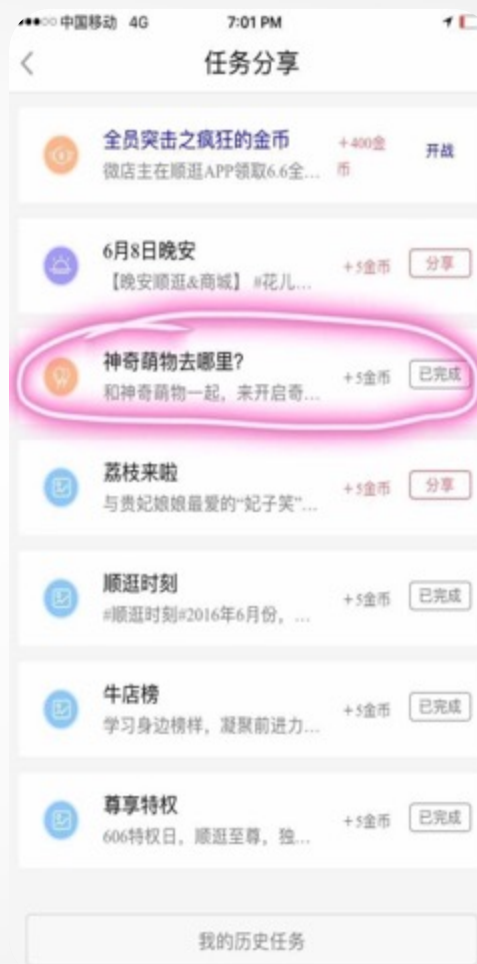 中国移动 4G 7:01 PM
任务分享
全员突击之疯狂的金币
微店主在顺逛APP领取6.6全...
+400金币
开战
6月8日晚安
【晚安顺逛&商城】 #花儿...
+5金币
分享
神奇萌物去哪里?
和神奇萌物一起，来开启奇...
+5金币
已完成
荔枝来啦
与贵妃娘娘最爱的“妃子笑”...
+5金币
分享
顺逛时刻
#顺逛时刻#2016年6月份，...
+5金币
已完成
牛店榜
学习身边榜样，凝聚前进力...
+5金币
已完成
尊享特权
606特权日，顺逛至尊，独...
+5金币
已完成
我的历史任务